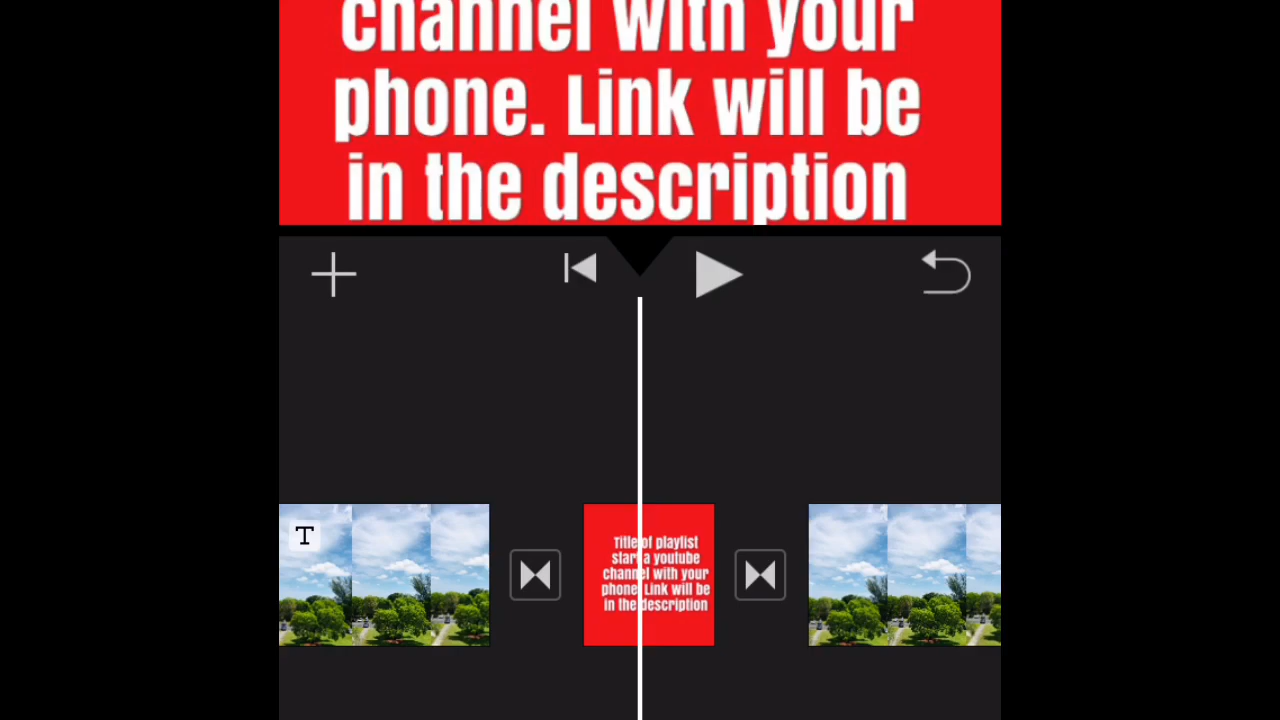 channel with your
phone. Link will be
in the description
T
Title of playlist
start a youtube
channel with your
phone. Link will be
in the description